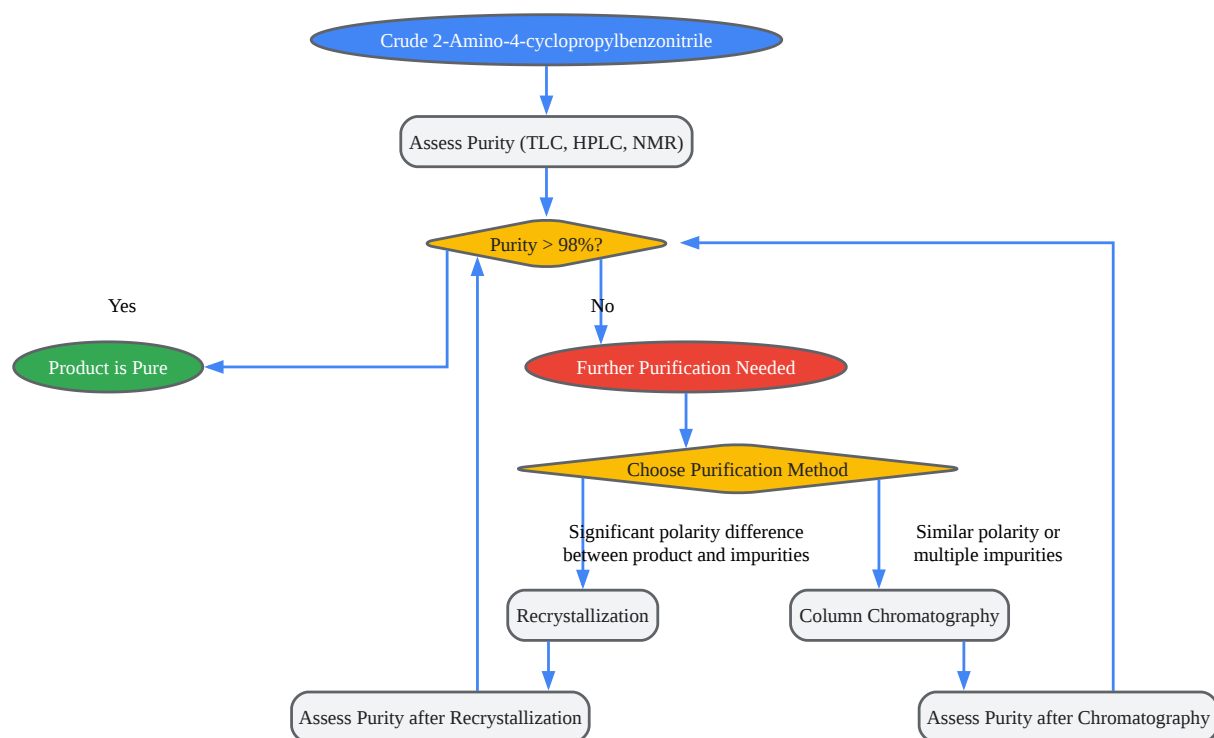 Crude 2-Amino-4-cyclopropylbenzonitrile
Assess Purity (TLC, HPLC, NMR)
Purity > 98%?
Yes
No
Product is Pure
Further Purification Needed
Choose Purification Method
Significant polarity difference
between product and impurities
Similar polarity or
multiple impurities
Recrystallization
Column Chromatography
Assess Purity after Recrystallization
Assess Purity after Chromatography